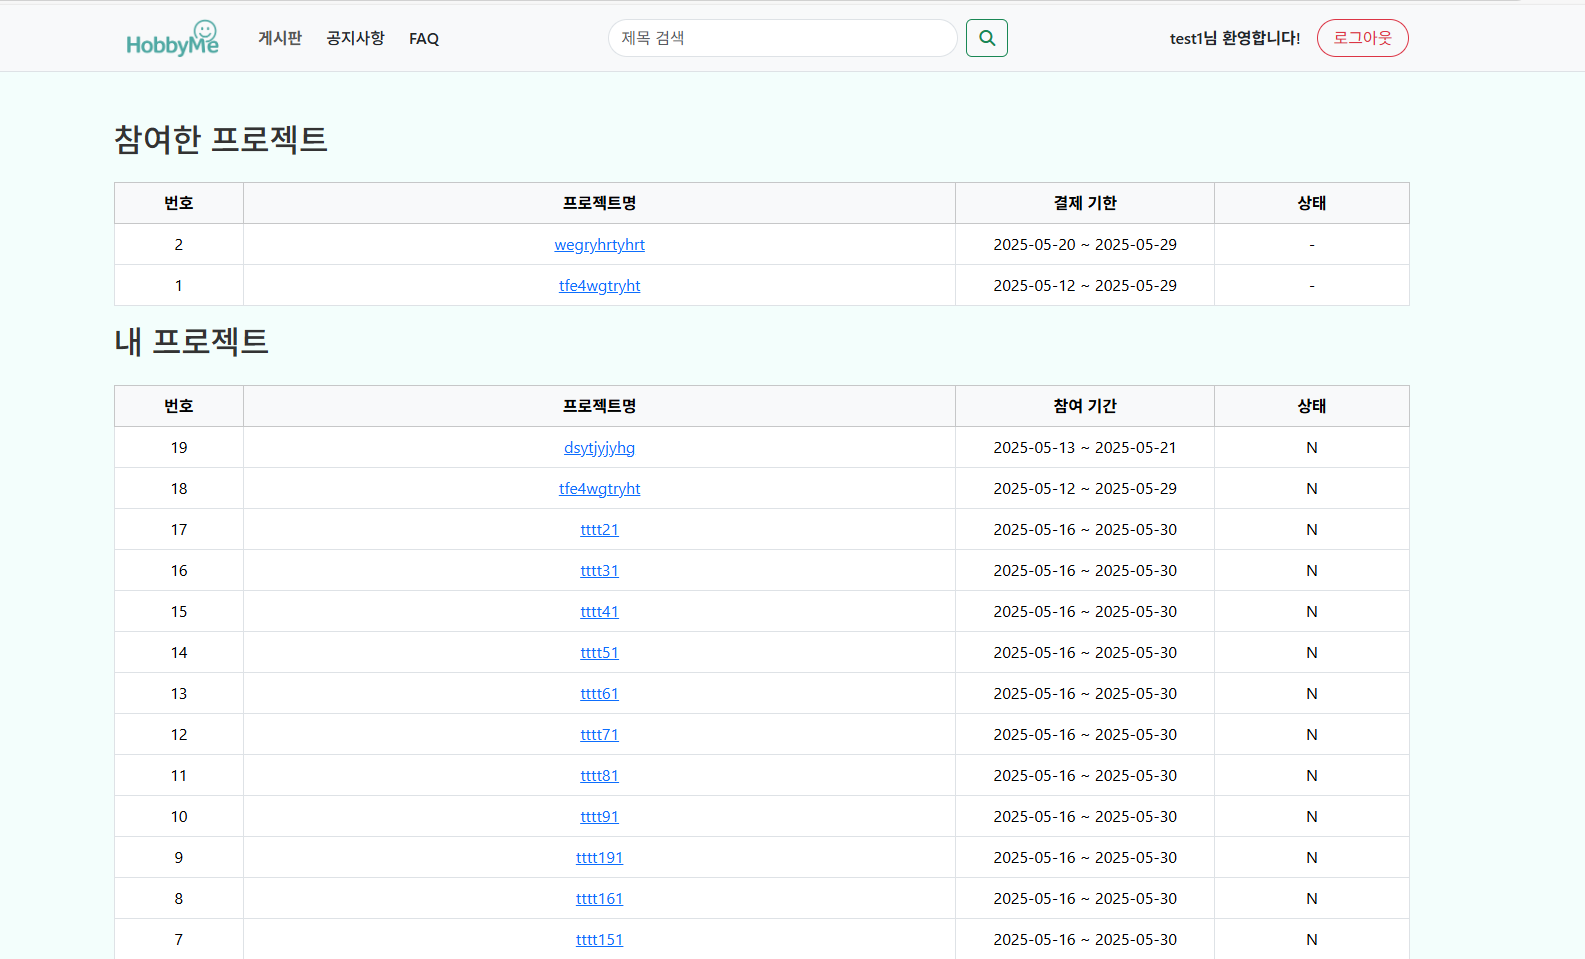 HobbyMe 게시판 공지사항 FAQ 제목 검색 test1님 환영합니다! 로그아웃
참여한 프로젝트
번호 프로젝트명 결제 기한 상태
2 wegryhrtyhrt 2025-05-20 ~ 2025-05-29 -
1 tfe4wgtryht 2025-05-12 ~ 2025-05-29 -
내 프로젝트
번호 프로젝트명 참여 기간 상태
19 dsytjyjyhg 2025-05-13 ~ 2025-05-21 N
18 tfe4wgtryht 2025-05-12 ~ 2025-05-29 N
17 tttt21 2025-05-16 ~ 2025-05-30 N
16 tttt31 2025-05-16 ~ 2025-05-30 N
15 tttt41 2025-05-16 ~ 2025-05-30 N
14 tttt51 2025-05-16 ~ 2025-05-30 N
13 tttt61 2025-05-16 ~ 2025-05-30 N
12 tttt71 2025-05-16 ~ 2025-05-30 N
11 tttt81 2025-05-16 ~ 2025-05-30 N
10 tttt91 2025-05-16 ~ 2025-05-30 N
9 tttt191 2025-05-16 ~ 2025-05-30 N
8 tttt161 2025-05-16 ~ 2025-05-30 N
7 tttt151 2025-05-16 ~ 2025-05-30 N